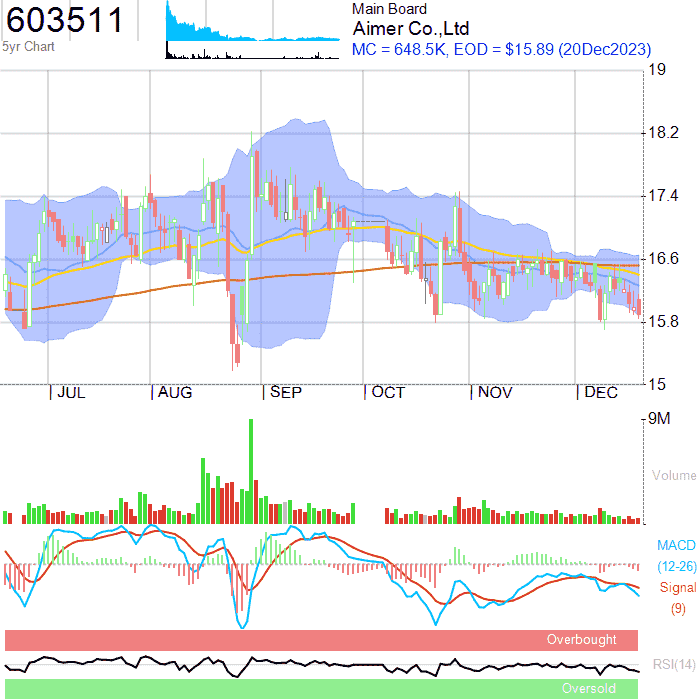 603511
5yr Chart
Main Board
Aimer Co.,Ltd
MC = 648.5K, EOD = $15.89 (20Dec2023)
19
18.2
17.4
16.6
15.8
15
JUL
AUG
SEP
OCT
NOV
DEC
9M
Volume
MACD
(12-26)
Signal
(9)
Overbought
RSI(14)
Oversold